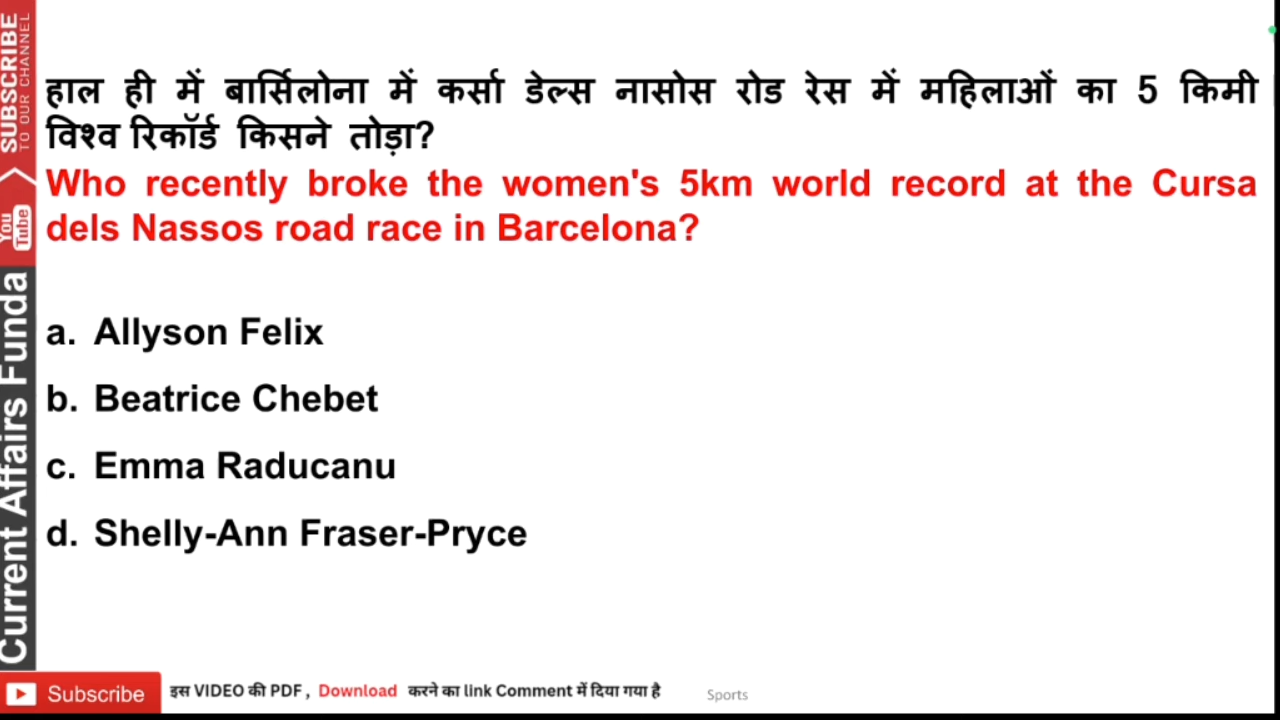 SUBSCRIBE
TO OUR CHANNEL
You
Tube
Current Affairs Funda
हाल ही में बार्सिलोना में कर्सा डेल्स नासोस रोड रेस में महिलाओं का 5 किमी
विश्व रिकॉर्ड किसने तोड़ा?
Who recently broke the women's 5km world record at the Cursa
dels Nassos road race in Barcelona?
a. Allyson Felix
b. Beatrice Chebet
c. Emma Raducanu
d. Shelly-Ann Fraser-Pryce
Subscribe
इस VIDEO की PDF, Download करने का link Comment में दिया गया है
Sports